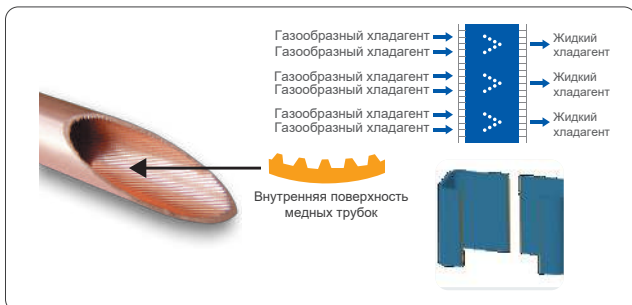 Газообразный хладагент
Газообразный хладагент
Жидкий
хладагент
Газообразный хладагент
Газообразный хладагент
Жидкий
хладагент
Газообразный хладагент
Газообразный хладагент
Жидкий
хладагент
Внутренняя поверхность
медных трубок